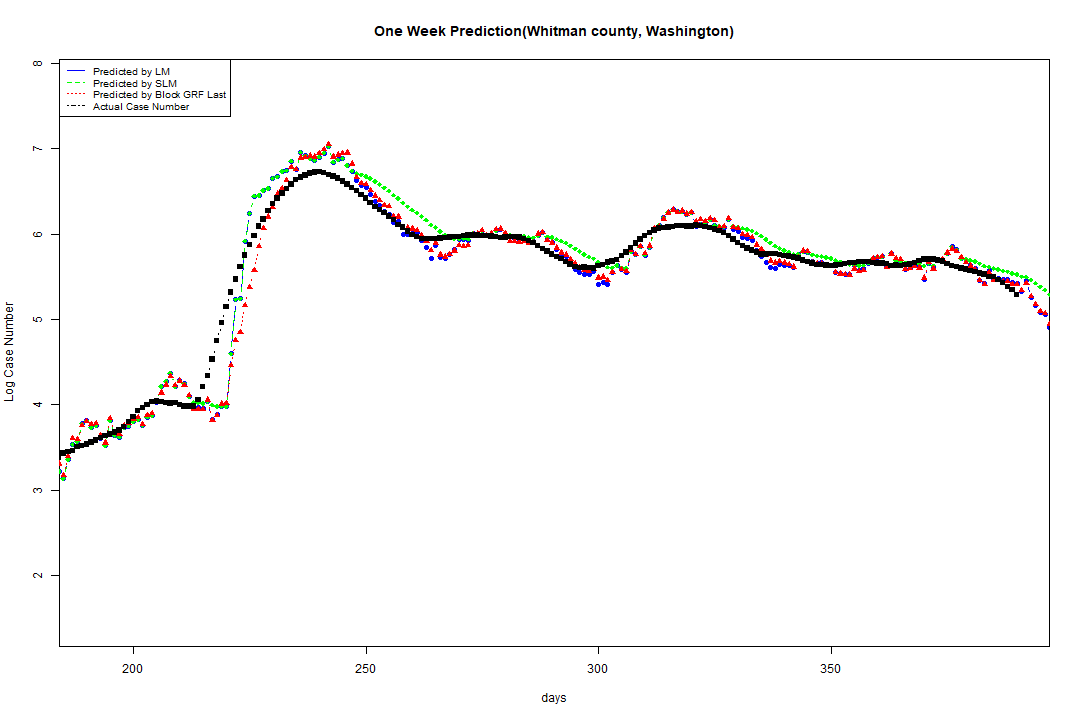 One Week Prediction(Whitman county, Washington)
Predicted by LM
Predicted by SLM
Predicted by Block GRF Last
Actual Case Number
8
7
6
5
4
3
2
Log Case Number
200 250 300 350
days